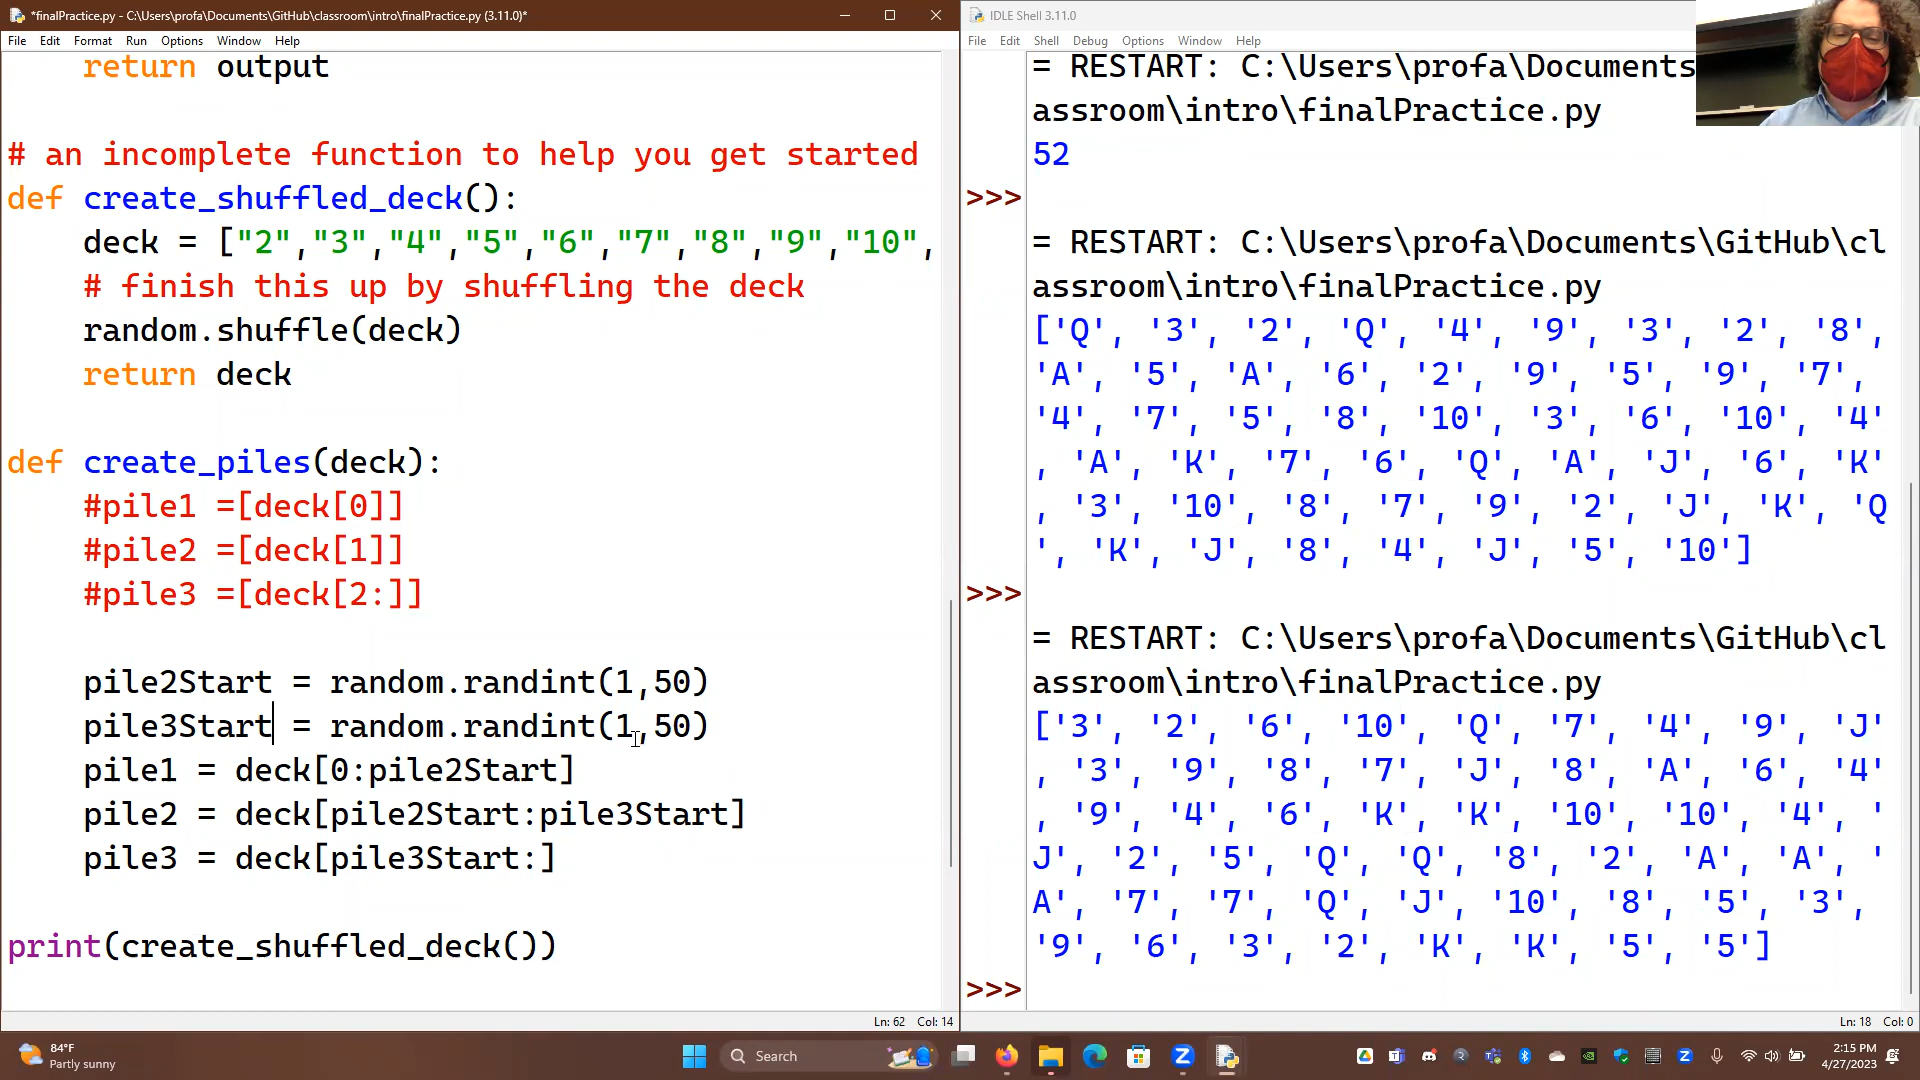 *finalPractice.py - C:\Users\profa\Documents\GitHub\classroom\intro\finalPractice.py (3.11.0)*
File Edit Format Run Options Window Help
    return output

# an incomplete function to help you get started
def create_shuffled_deck():
    deck = ["2","3","4","5","6","7","8","9","10",
    # finish this up by shuffling the deck
    random.shuffle(deck)
    return deck

def create_piles(deck):
    #pile1 =[deck[0]]
    #pile2 =[deck[1]]
    #pile3 =[deck[2:]]

    pile2Start = random.randint(1,50)
    pile3Start = random.randint(1,50)
    pile1 = deck[0:pile2Start]
    pile2 = deck[pile2Start:pile3Start]
    pile3 = deck[pile3Start:]

print(create_shuffled_deck())
Ln: 62 Col: 14
IDLE Shell 3.11.0
File Edit Shell Debug Options Window Help
= RESTART: C:\Users\profa\Documents
assroom\intro\finalPractice.py
52
>>>
= RESTART: C:\Users\profa\Documents\GitHub\cl
assroom\intro\finalPractice.py
['Q', '3', '2', 'Q', '4', '9', '3', '2', '8',
'A', '5', 'A', '6', '2', '9', '5', '9', '7',
'4', '7', '5', '8', '10', '3', '6', '10', '4'
, 'A', 'K', '7', '6', 'Q', 'A', 'J', '6', 'K'
, '3', '10', '8', '7', '9', '2', 'J', 'K', 'Q
', 'K', 'J', '8', '4', 'J', '5', '10']
>>>
= RESTART: C:\Users\profa\Documents\GitHub\cl
assroom\intro\finalPractice.py
['3', '2', '6', '10', 'Q', '7', '4', '9', 'J'
, '3', '9', '8', '7', 'J', '8', 'A', '6', '4'
, '9', '4', '6', 'K', 'K', '10', '10', '4', '
J', '2', '5', 'Q', 'Q', '8', '2', 'A', 'A', '
A', '7', '7', 'Q', 'J', '10', '8', '5', '3',
'9', '6', '3', '2', 'K', 'K', '5', '5']
>>>
Ln: 18 Col: 0
84°F
Partly sunny
Search
2:15 PM
4/27/2023